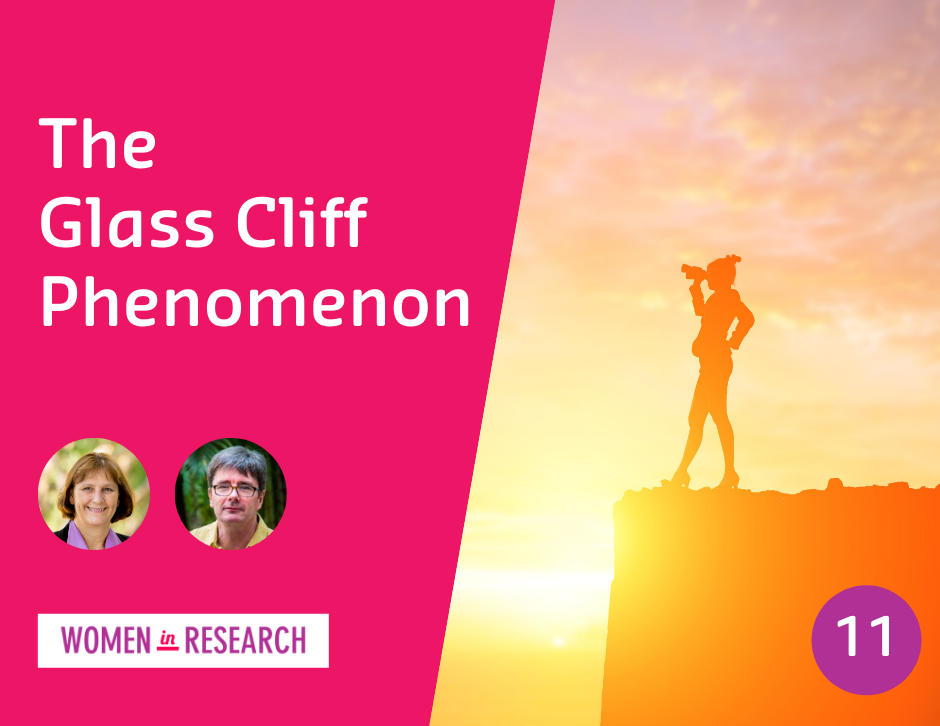 The
Glass Cliff
Phenomenon
WOMEN in RESEARCH
11